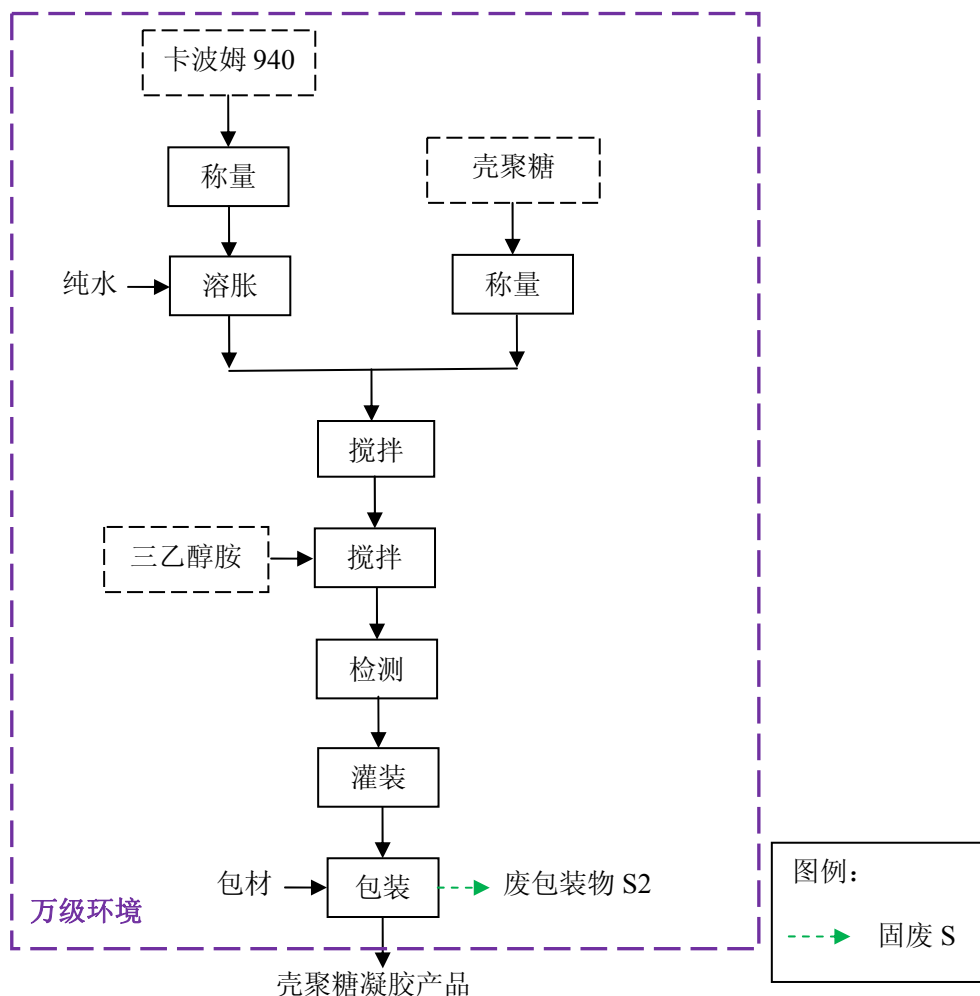 卡波姆 940
称量
壳聚糖
纯水
溶胀
称量
搅拌
三乙醇胺
搅拌
检测
灌装
包材
包装
废包装物 S2
万级环境
壳聚糖凝胶产品
图例：
固废 S